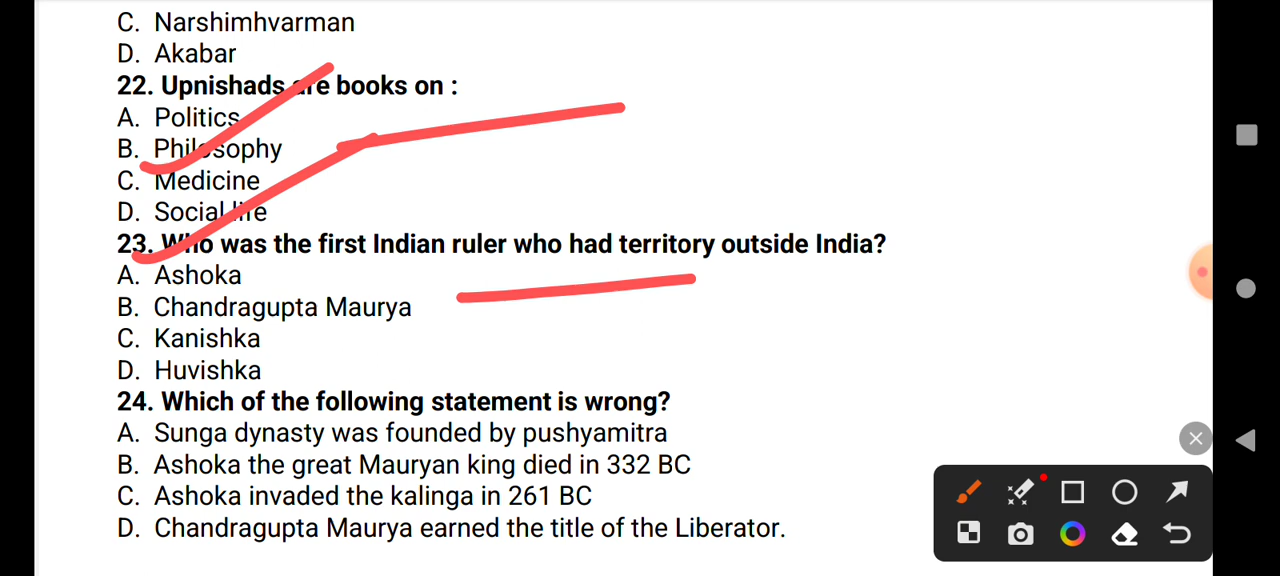 C. Narshimhvarman
D. Akabar
22. Upnishads are books on :
A. Politics
B. Philosophy
C. Medicine
D. Social life
23. Who was the first Indian ruler who had territory outside India?
A. Ashoka
B. Chandragupta Maurya
C. Kanishka
D. Huvishka
24. Which of the following statement is wrong?
A. Sunga dynasty was founded by pushyamitra
B. Ashoka the great Mauryan king died in 332 BC
C. Ashoka invaded the kalinga in 261 BC
D. Chandragupta Maurya earned the title of the Liberator.